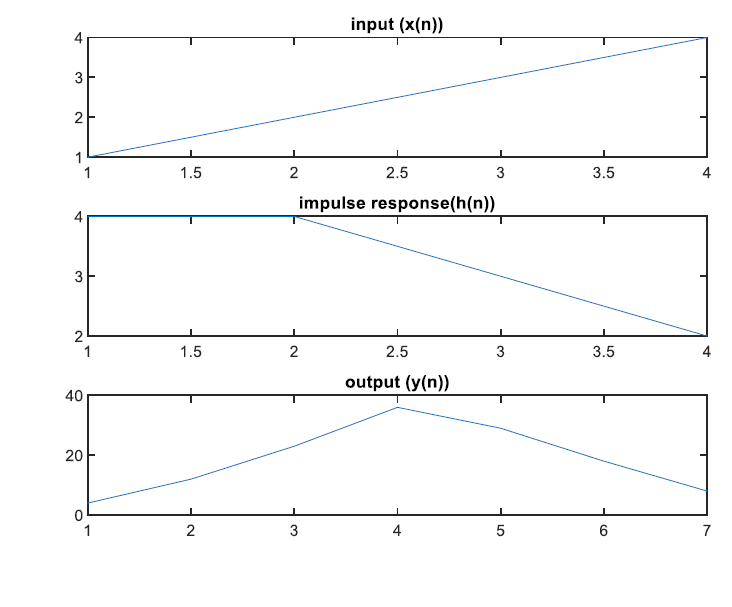 input (x(n))
4
3
2
1
1 1.5 2 2.5 3 3.5 4
impulse response(h(n))
4
3
2
1 1.5 2 2.5 3 3.5 4
output (y(n))
40
20
0
1 2 3 4 5 6 7